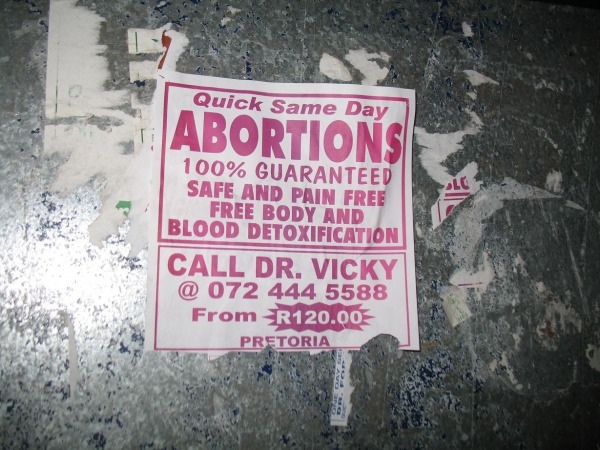 Quick Same Day
ABORTIONS
100% GUARANTEED
SAFE AND PAIN FREE
FREE BODY AND
BLOOD DETOXIFICATION
CALL DR. VICKY
@ 072 444 5588
From R120.00
PRETORIA